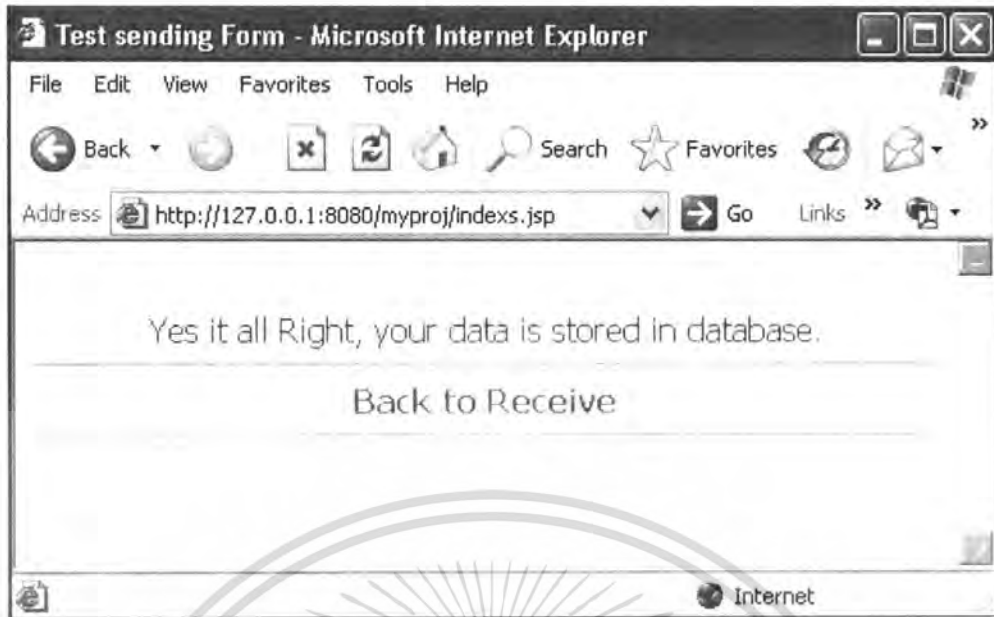 Test sending Form - Microsoft Internet Explorer
File Edit View Favorites Tools Help
Back Search Favorites »
Address http://127.0.0.1:8080/myproj/indexs.jsp Go Links »
Yes it all Right, your data is stored in database.
Back to Receive
Internet